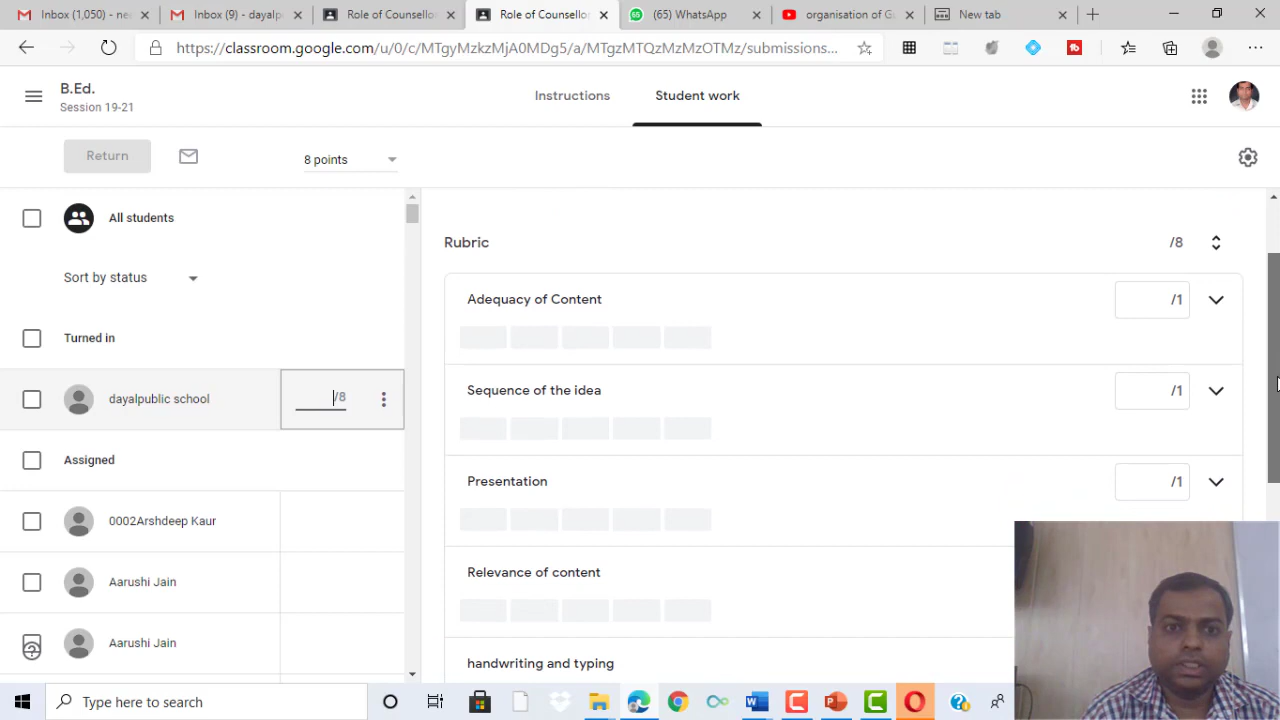 Inbox (1,050) - ne
Inbox (9) - dayalp
Role of Counsello
Role of Counsello
(65) WhatsApp
organisation of G
New tab
https://classroom.google.com/u/0/c/MTgyMzkzMjA0MDg5/a/MTgzMTQzMzMzOTMz/submissions...
B.Ed.
Session 19-21
Instructions
Student work
Return
8 points
All students
Sort by status
Turned in
dayalpublic school
/8
Assigned
0002Arshdeep Kaur
Aarushi Jain
Aarushi Jain
Rubric
/8
Adequacy of Content
/1
Sequence of the idea
/1
Presentation
/1
Relevance of content
handwriting and typing
Type here to search